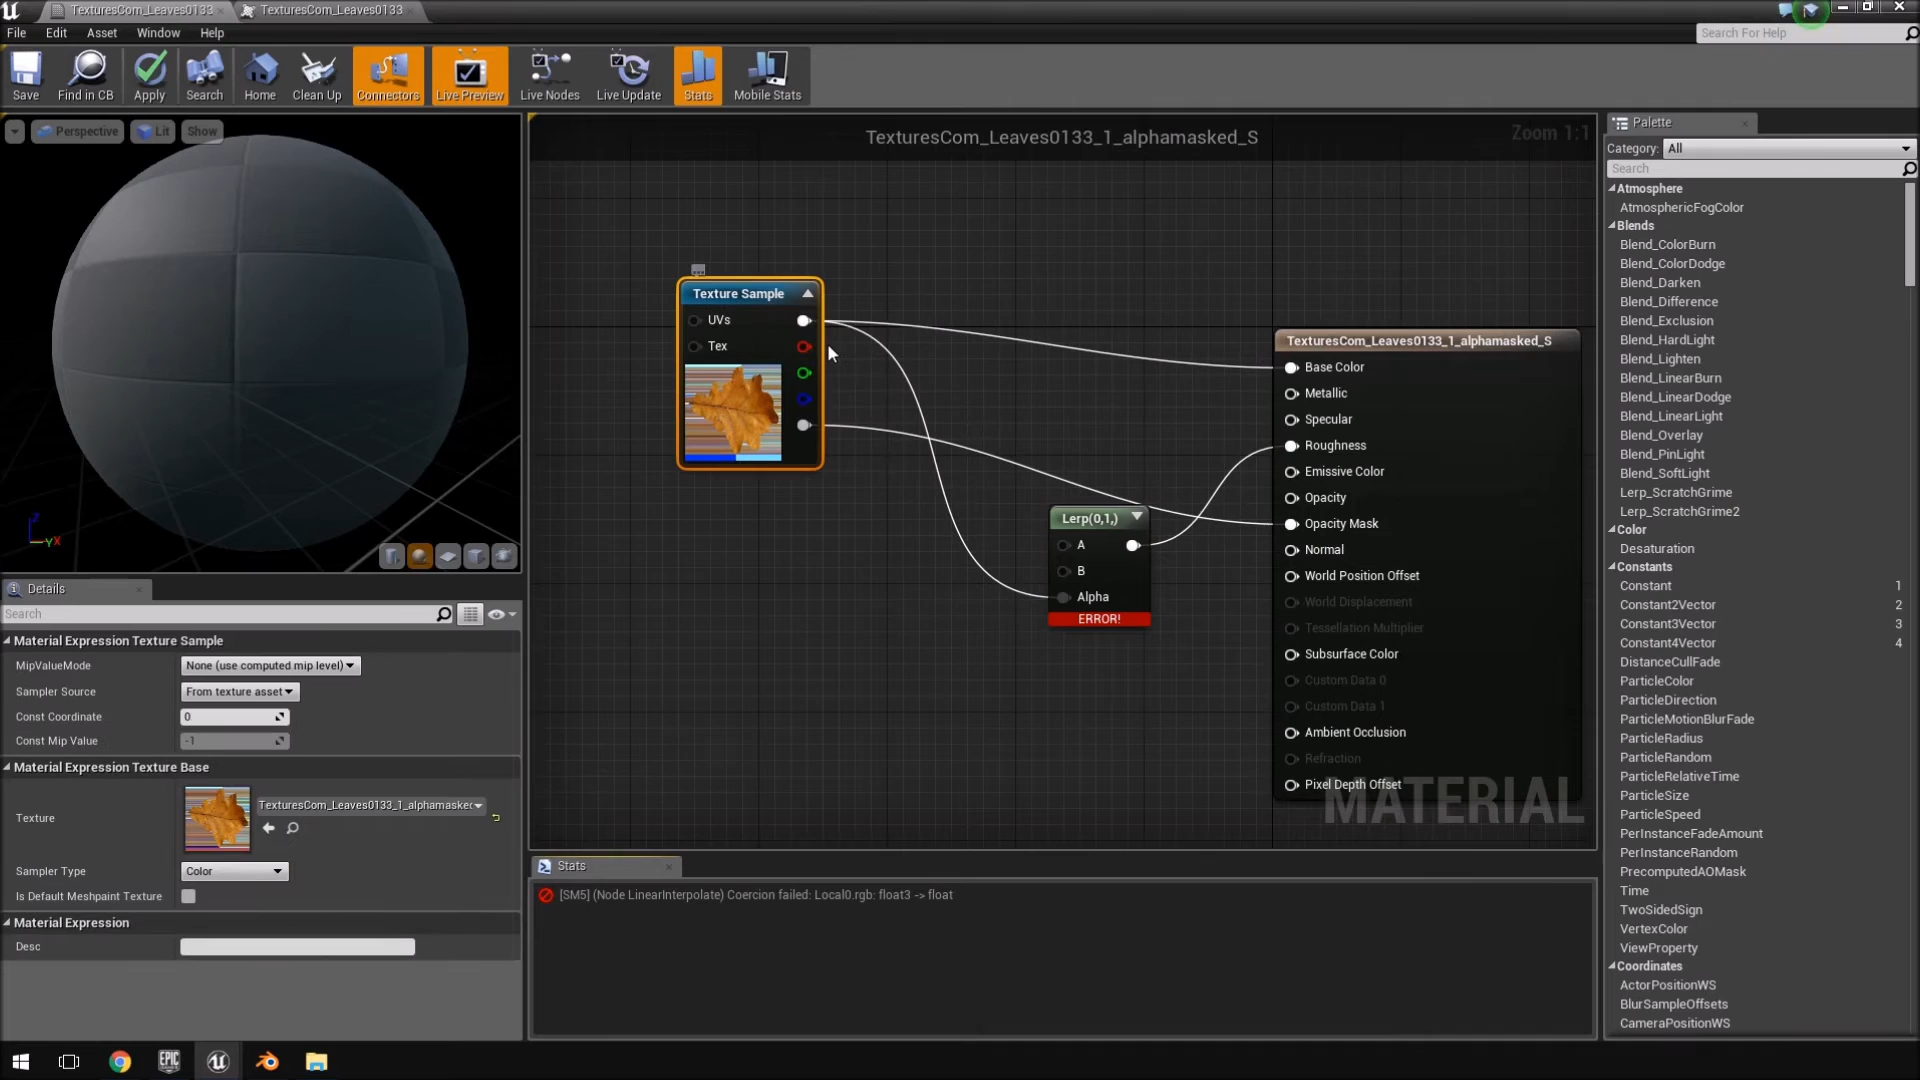 TexturesCom_Leaves0133
TexturesCom_Leaves0133
File Edit Asset Window Help
Search For Help
Save
Find in CB
Apply
Search
Home
Clean Up
Connectors
Live Preview
Live Nodes
Live Update
Stats
Mobile Stats
Perspective
Lit
Show
Z
Y
X
TexturesCom_Leaves0133_1_alphamasked_S
Zoom 1:1
Texture Sample
UVs
Tex
Lerp(0,1,)
A
B
Alpha
ERROR!
TexturesCom_Leaves0133_1_alphamasked_S
Base Color
Metallic
Specular
Roughness
Emissive Color
Opacity
Opacity Mask
Normal
World Position Offset
World Displacement
Tessellation Multiplier
Subsurface Color
Custom Data 0
Custom Data 1
Ambient Occlusion
Refraction
Pixel Depth Offset
MATERIAL
Details
Search
Material Expression Texture Sample
MipValueMode None (use computed mip level)
Sampler Source From texture asset
Const Coordinate 0
Const Mip Value -1
Material Expression Texture Base
Texture TexturesCom_Leaves0133_1_alphamasked
Sampler Type Color
Is Default Meshpaint Texture
Material Expression
Desc
Stats
[SM5] (Node LinearInterpolate) Coercion failed: Local0.rgb: float3 -> float
Palette
Category: All
Search
Atmosphere
AtmosphericFogColor
Blends
Blend_ColorBurn
Blend_ColorDodge
Blend_Darken
Blend_Difference
Blend_Exclusion
Blend_HardLight
Blend_Lighten
Blend_LinearBurn
Blend_LinearDodge
Blend_LinearLight
Blend_Overlay
Blend_PinLight
Blend_SoftLight
Lerp_ScratchGrime
Lerp_ScratchGrime2
Color
Desaturation
Constants
Constant 1
Constant2Vector 2
Constant3Vector 3
Constant4Vector 4
DistanceCullFade
ParticleColor
ParticleDirection
ParticleMotionBlurFade
ParticleRadius
ParticleRandom
ParticleRelativeTime
ParticleSize
ParticleSpeed
PerInstanceFadeAmount
PerInstanceRandom
PrecomputedAOMask
Time
TwoSidedSign
VertexColor
ViewProperty
Coordinates
ActorPositionWS
BlurSampleOffsets
CameraPositionWS
EPIC
GAMES